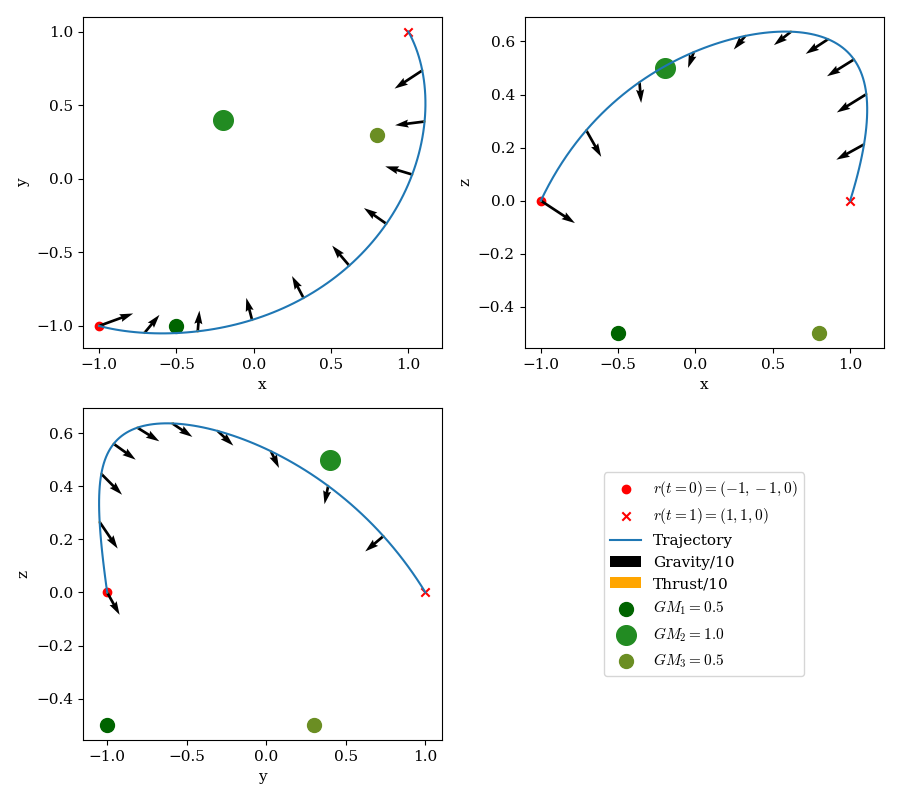 1.0
0.5
0.0
−0.5
−1.0
y
−1.0 −0.5 0.0 0.5 1.0
x
0.6
0.4
0.2
0.0
−0.2
−0.4
z
−1.0 −0.5 0.0 0.5 1.0
x
0.6
0.4
0.2
0.0
−0.2
−0.4
z
−1.0 −0.5 0.0 0.5 1.0
y
r(t = 0) = (−1, −1, 0)
r(t = 1) = (1, 1, 0)
Trajectory
Gravity/10
Thrust/10
GM₁ = 0.5
GM₂ = 1.0
GM₃ = 0.5